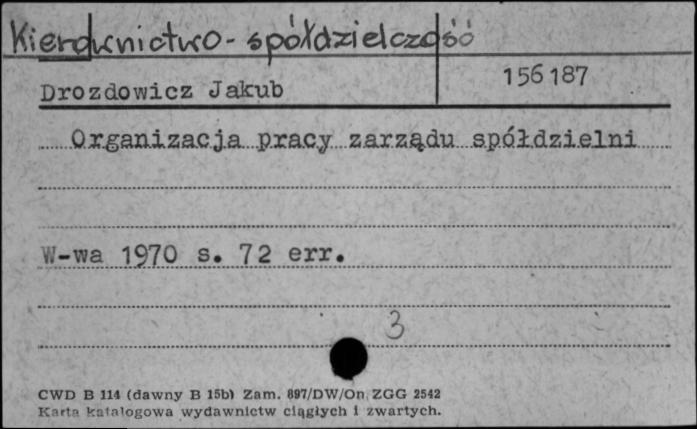 Kierownictwo - spółdzielczość
Drozdowicz Jakub
156187
Organizacja pracy zarządu spółdzielni
W-wa 1970 s. 72 err.
3
CWD B 114 (dawny B 15b) Zam. 897/DW/On. ZGG 2542
Karta katalogowa wydawnictw ciągłych i zwartych.